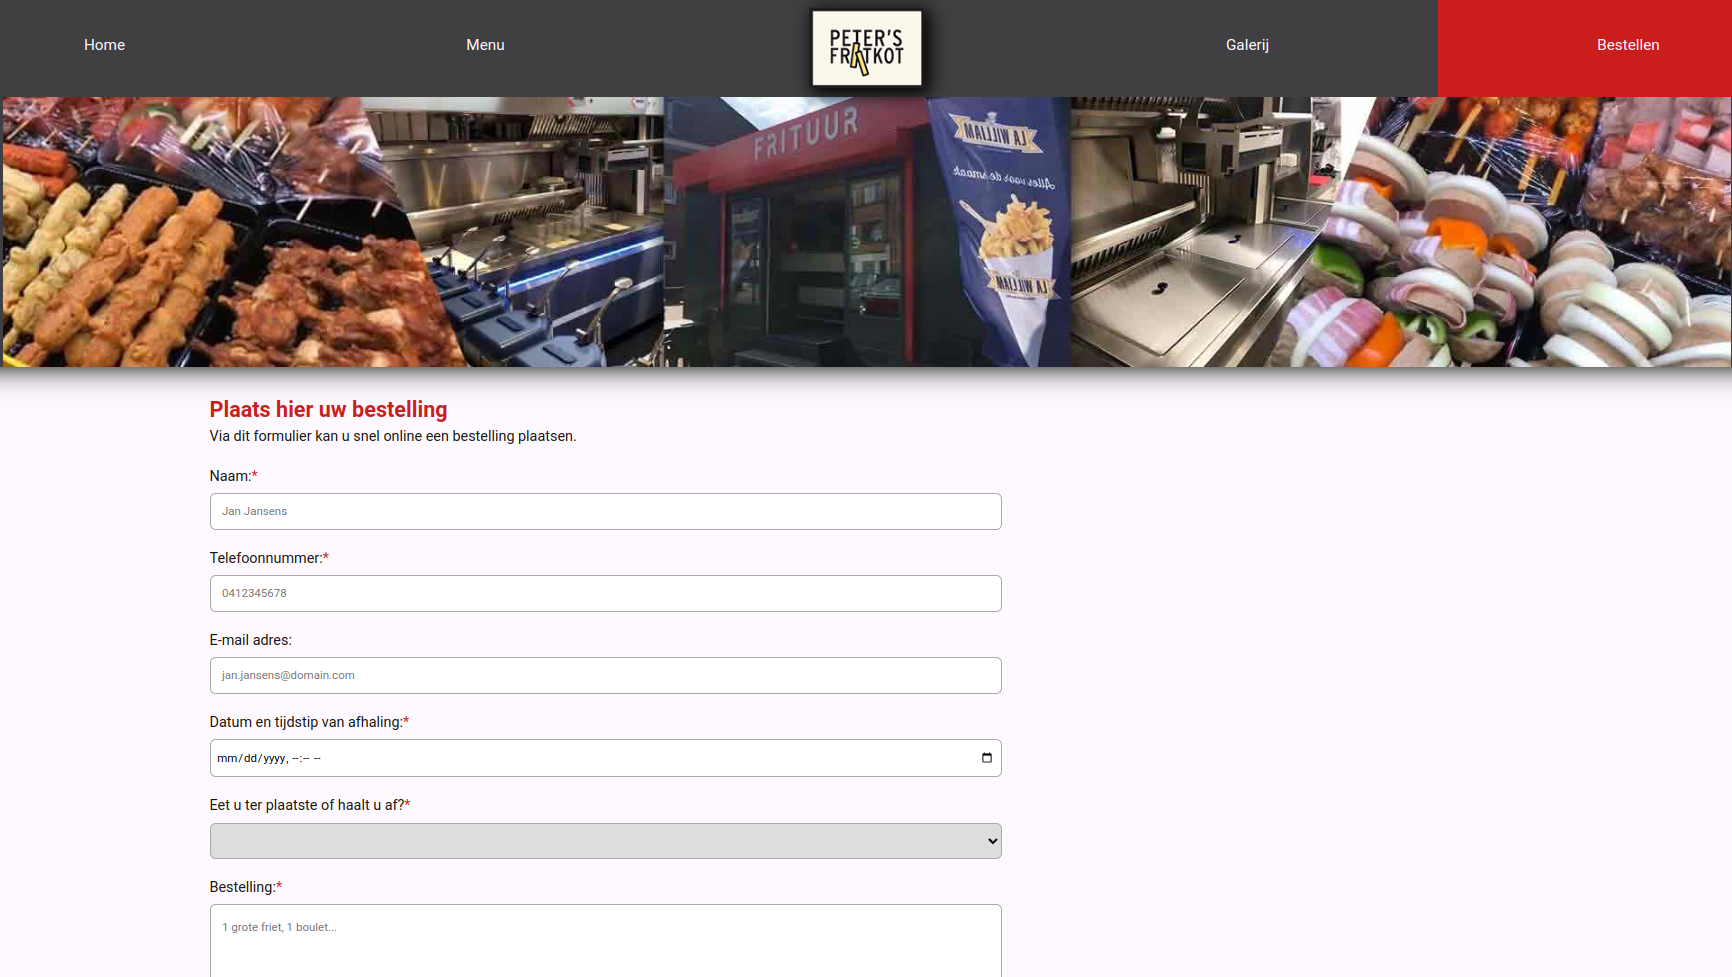 Home
Menu
PETER'S
FRITKOT
Galerij
Bestellen
FRITUUR
LA WILLIAM
Alles voor de smaak
LA WILLIAM
Plaats hier uw bestelling
Via dit formulier kan u snel online een bestelling plaatsen.
Naam:*
Jan Jansens
Telefoonnummer:*
0412345678
E-mail adres:
jan.jansens@domain.com
Datum en tijdstip van afhaling:*
mm/dd/yyyy, --:-- --
Eet u ter plaatste of haalt u af?*
Bestelling:*
1 grote friet, 1 boulet...